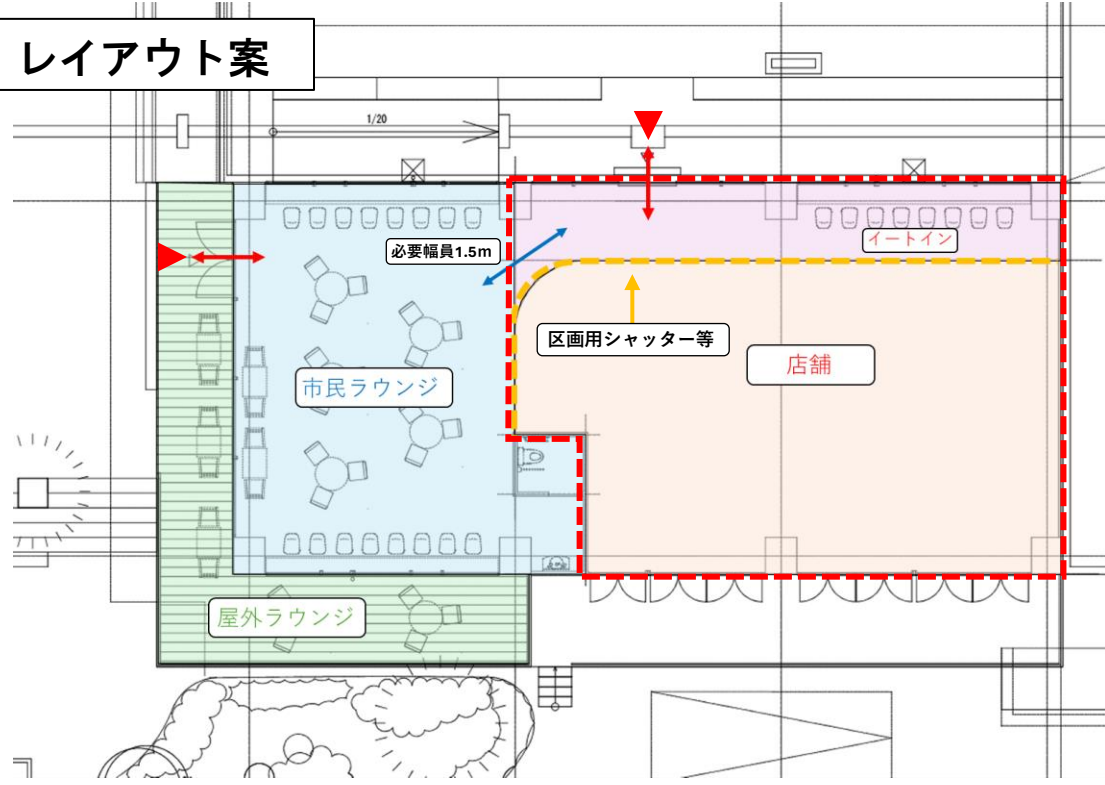 レイアウト案
1/20
必要幅員1.5m
イートイン
区画用シャッター等
店舗
市民ラウンジ
屋外ラウンジ